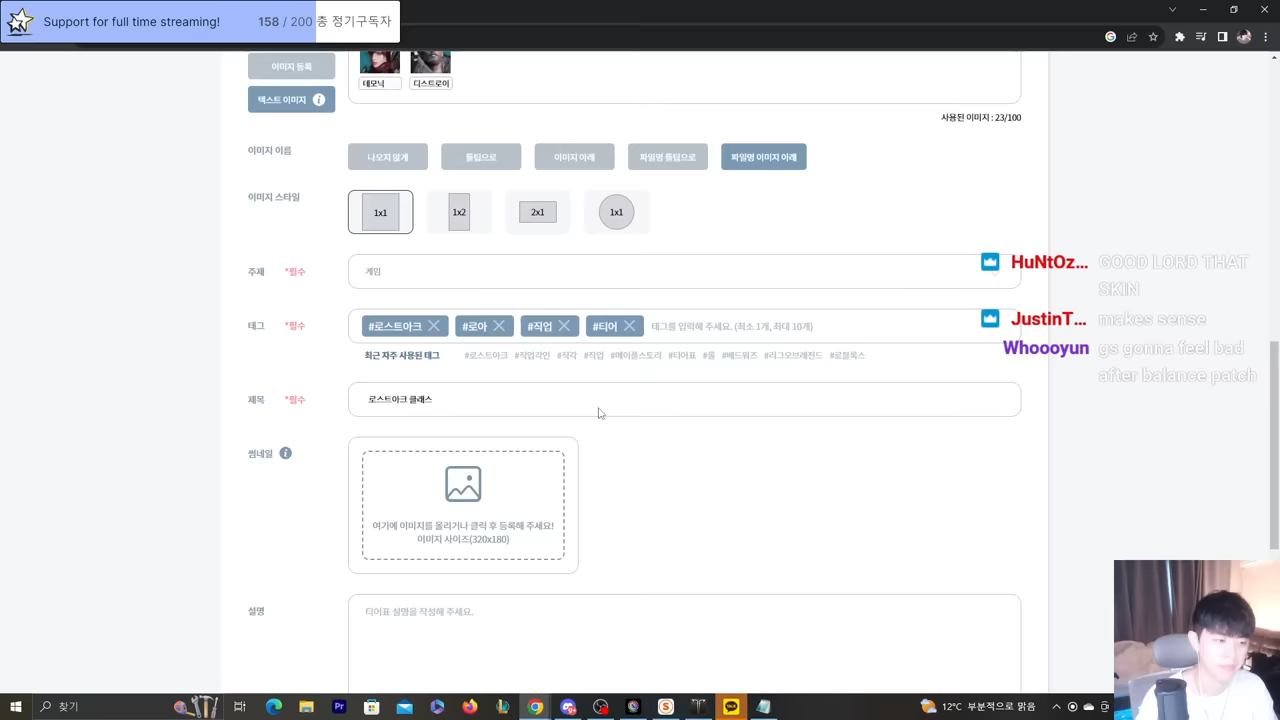 Support for full time streaming! 158 / 200 총 정기구독자
이미지 등록
데모닉 디스트로이
텍스트 이미지
사용된 이미지 : 23/100
이미지 이름 나오지 않게 툴팁으로 이미지 아래 파일명 툴팁으로 파일명 이미지 아래
이미지 스타일 1x1 1x2 2x1 1x1
주제 *필수 게임
태그 *필수 #로스트아크 #로아 #직업 #티어 태그를 입력해 주세요. (최소 1개, 최대 10개)
최근 자주 사용된 태그 #로스트아크 #직업각인 #직각 #직업 #메이플스토리 #티어표 #롤 #배드워즈 #리그오브레전드 #로블록스
제목 *필수 로스트아크 클래스
썸네일
여기에 이미지를 올리거나 클릭 후 등록해 주세요!
이미지 사이즈(320x180)
설명 티어표 설명을 작성해 주세요.
HuNtOz... GOOD LORD THAT
SKIN
JustinT... makes sense
Whoooyun gs gonna feel bad
after balance patch
찾기
12°C 부분적으로 맑음